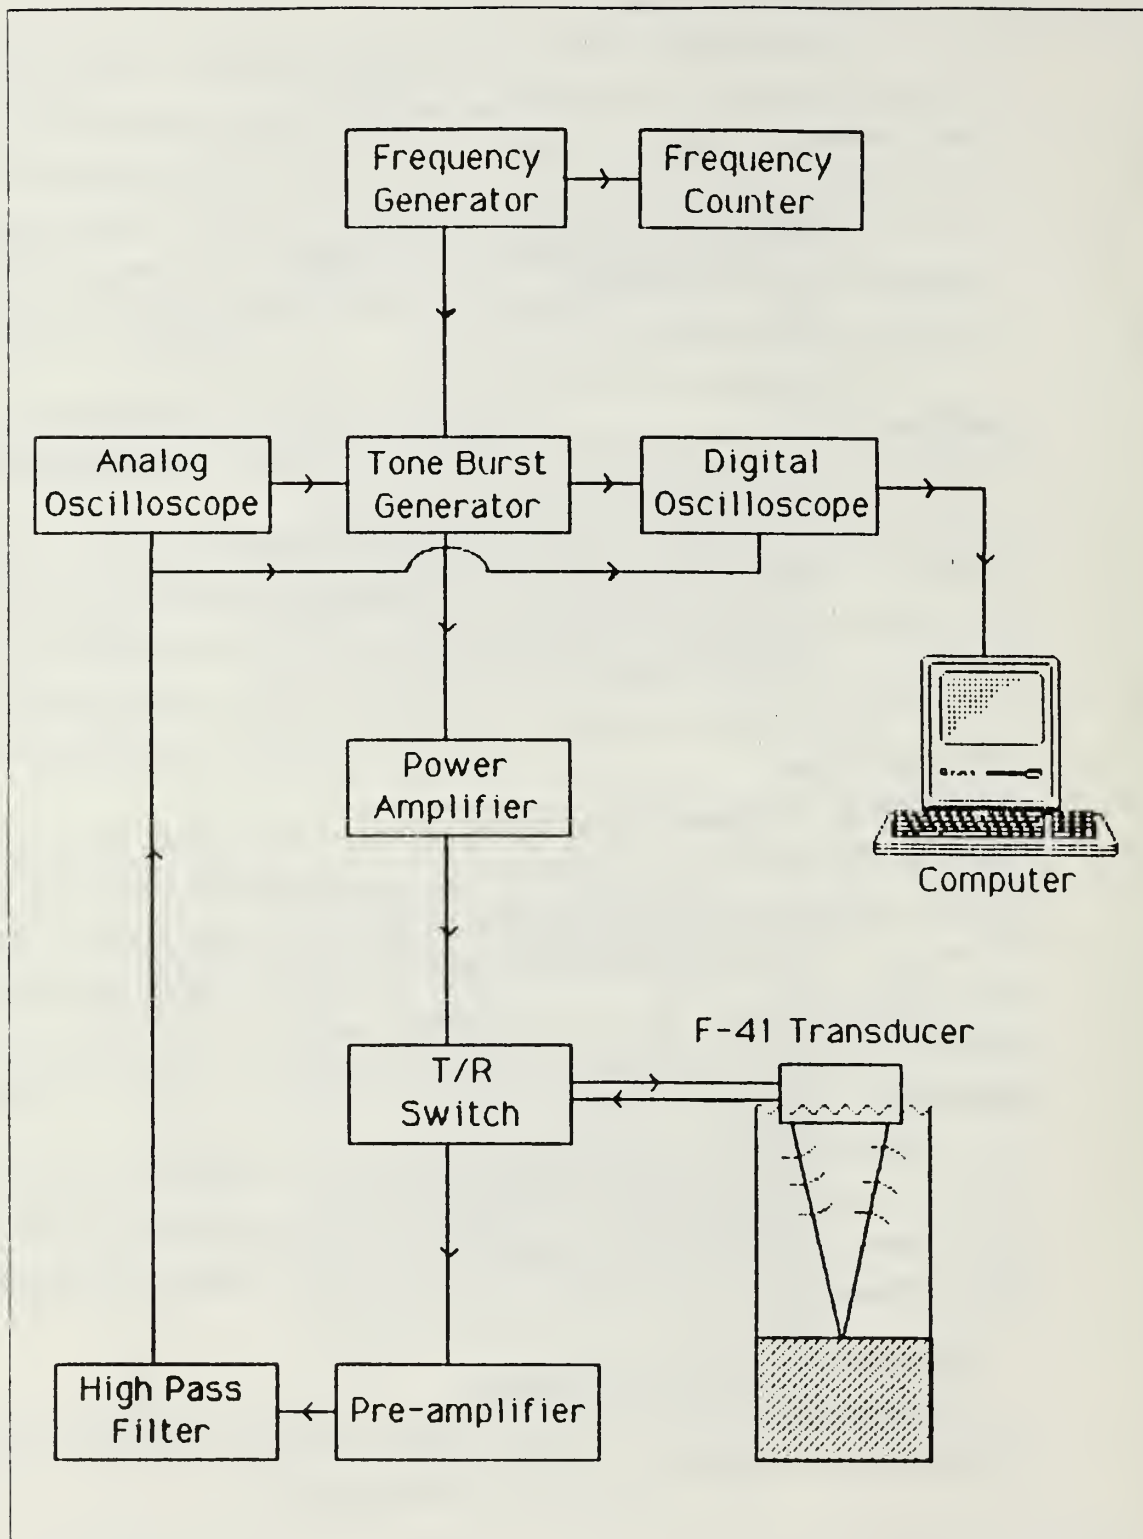 Frequency
Generator
Frequency
Counter
Analog
Oscilloscope
Tone Burst
Generator
Digital
Oscilloscope
Power
Amplifier
Computer
F-41 Transducer
T/R
Switch
High Pass
Filter
Pre-amplifier